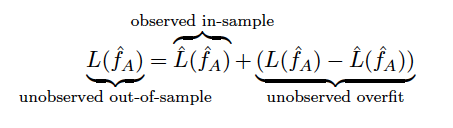 observed in-sample
L(f̂_A) = L̂(f̂_A) + (L(f̂_A) − L̂(f̂_A))
unobserved out-of-sample unobserved overfit